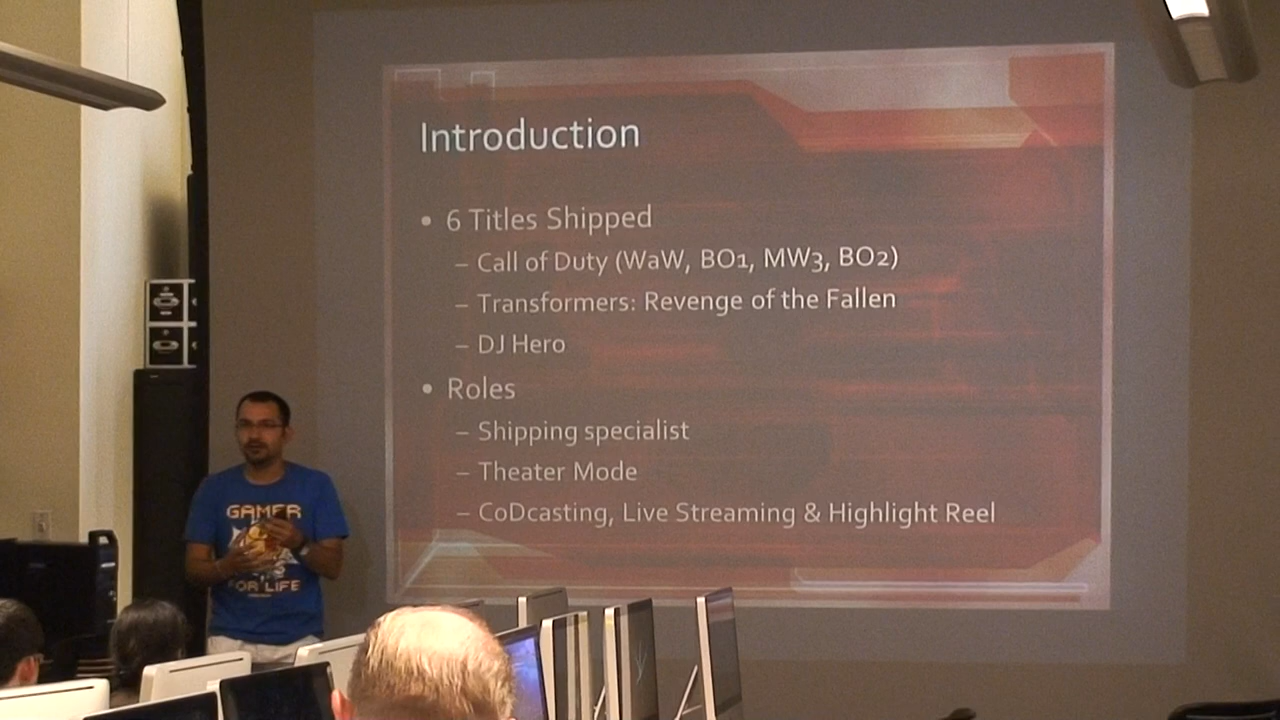 Introduction
• 6 Titles Shipped
– Call of Duty (WaW, BO1, MW3, BO2)
– Transformers: Revenge of the Fallen
– DJ Hero
• Roles
– Shipping specialist
– Theater Mode
– CoDcasting, Live Streaming & Highlight Reel
GAMER
FOR LIFE